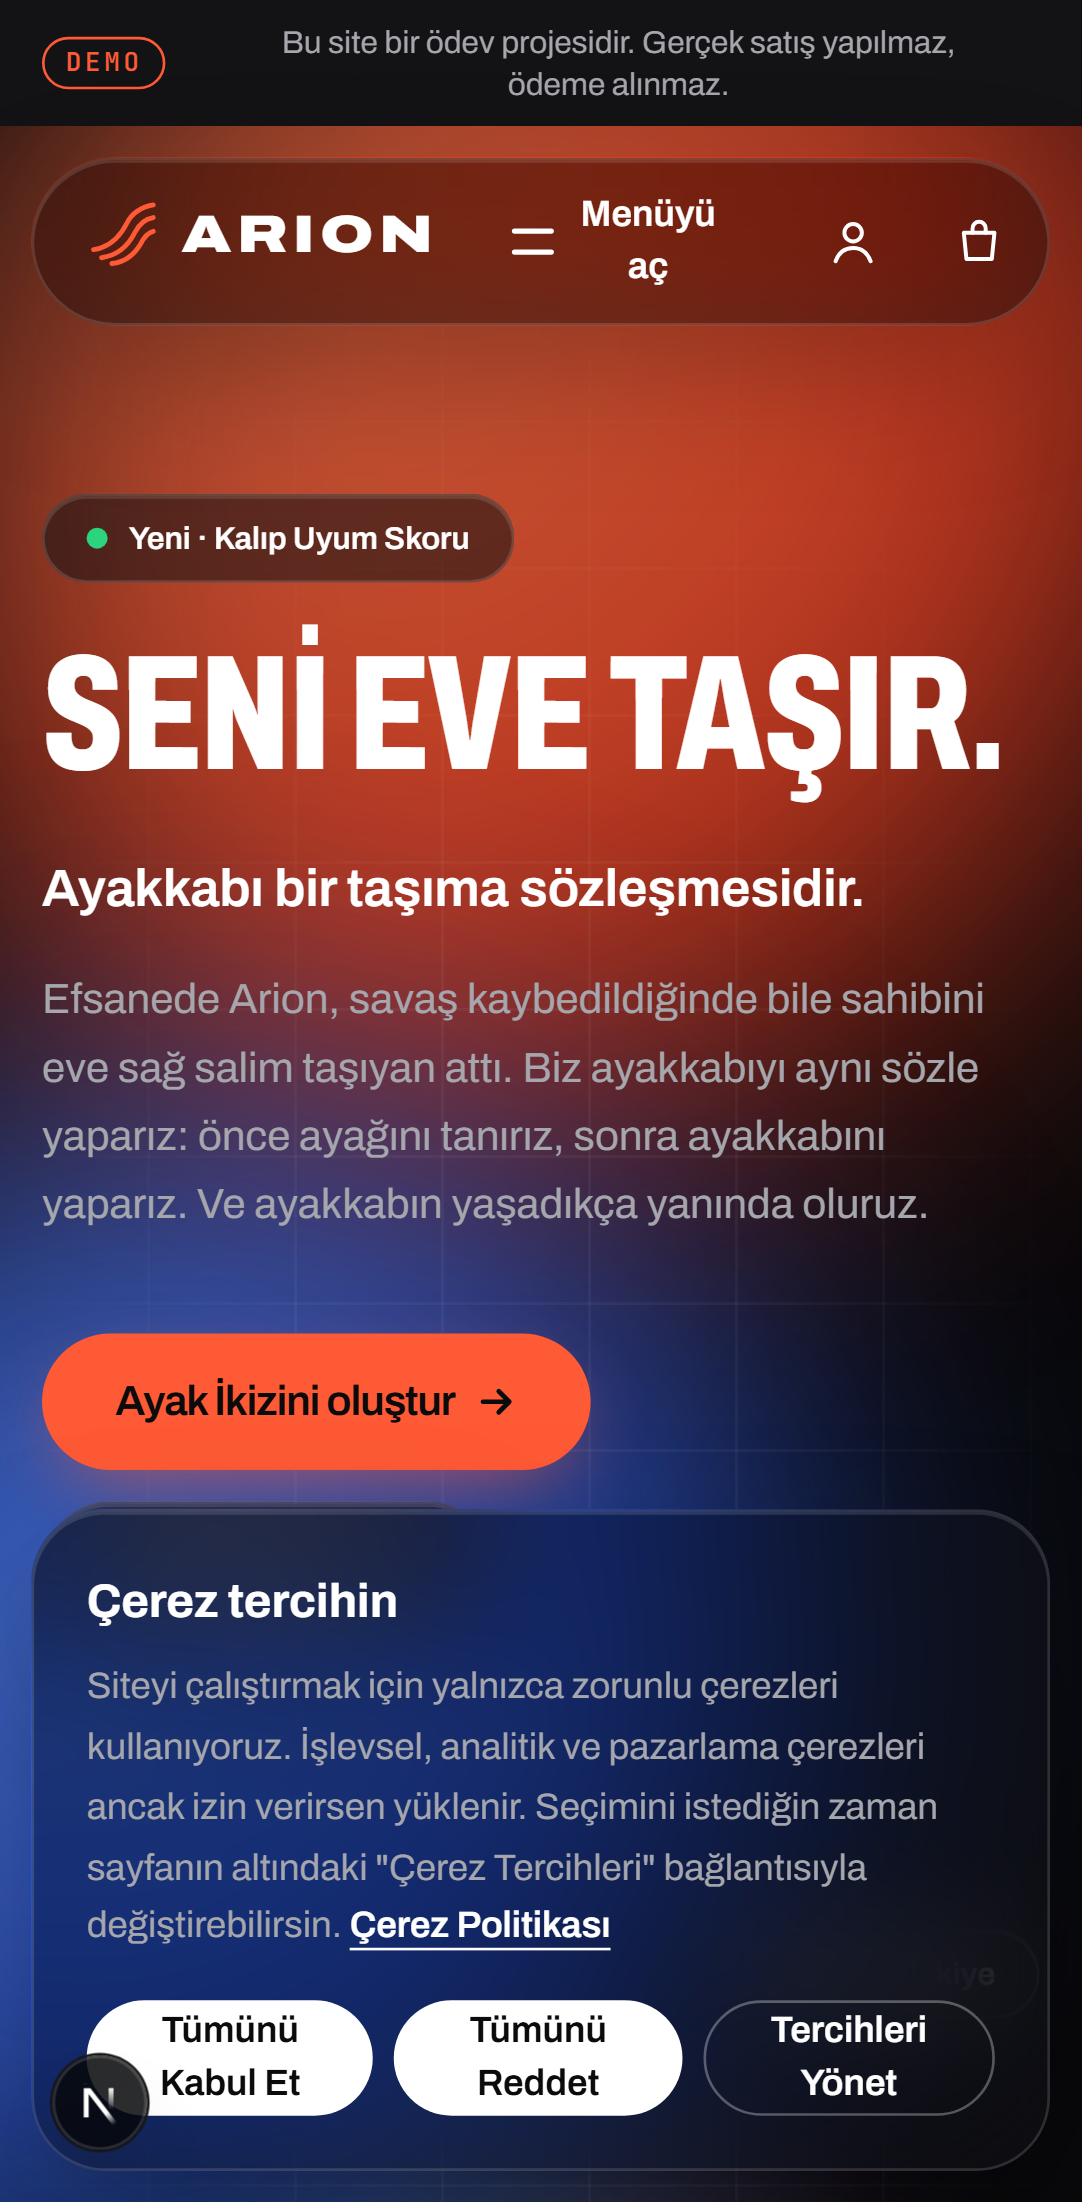 DEMO
Bu site bir ödev projesidir. Gerçek satış yapılmaz,
ödeme alınmaz.
ARION
Menüyü
aç
Yeni · Kalıp Uyum Skoru
SENİ EVE TAŞIR.
Ayakkabı bir taşıma sözleşmesidir.
Efsanede Arion, savaş kaybedildiğinde bile sahibini
eve sağ salim taşıyan attı. Biz ayakkabıyı aynı sözle
yaparız: önce ayağını tanırız, sonra ayakkabını
yaparız. Ve ayakkabın yaşadıkça yanında oluruz.
Ayak İkizini oluştur →
Çerez tercihin
Siteyi çalıştırmak için yalnızca zorunlu çerezleri
kullanıyoruz. İşlevsel, analitik ve pazarlama çerezleri
ancak izin verirsen yüklenir. Seçimini istediğin zaman
sayfanın altındaki "Çerez Tercihleri" bağlantısıyla
değiştirebilirsin. Çerez Politikası
Tümünü
Kabul Et
Tümünü
Reddet
Tercihleri
Yönet
N